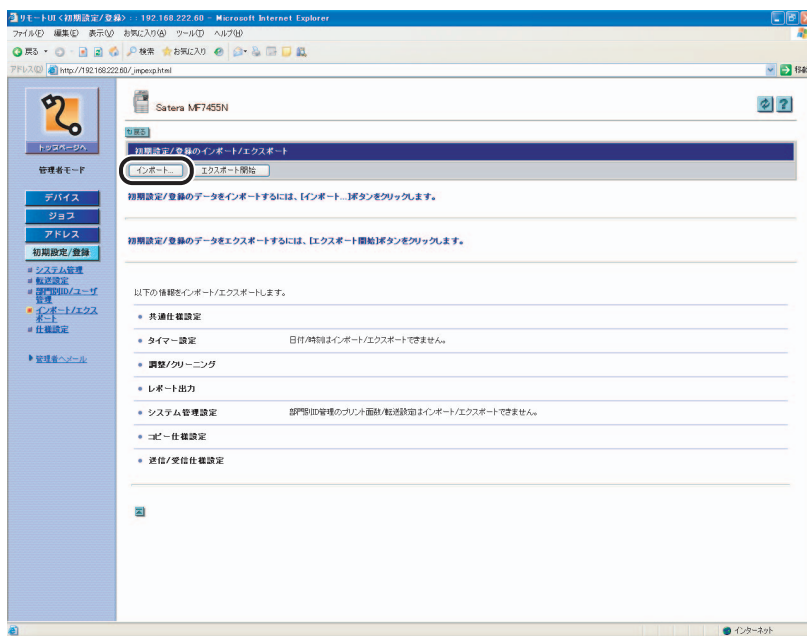 リモートUI <初期設定/登録> : : 192.168.222.60 - Microsoft Internet Explorer
ファイル(F) 編集(E) 表示(V) お気に入り(A) ツール(T) ヘルプ(H)
戻る 検索 お気に入り
アドレス(D) http://192.168.222.60/_impexp.html 移動
Satera MF7455N
戻る
トップページへ
初期設定/登録のインポート/エクスポート
インポート... エクスポート開始
管理者モード
初期設定/登録のデータをインポートするには、[インポート...]ボタンをクリックします。
デバイス
ジョブ
アドレス
初期設定/登録
初期設定/登録のデータをエクスポートするには、[エクスポート開始]ボタンをクリックします。
システム管理
転送設定
部門別ID/ユーザ管理
インポート/エクスポート
仕様設定
管理者へメール
以下の情報をインポート/エクスポートします。
共通仕様設定
タイマー設定 日付/時刻はインポート/エクスポートできません。
調整/クリーニング
レポート出力
システム管理設定 部門別ID管理のプリント面数/転送設定はインポート/エクスポートできません。
コピー仕様設定
送信/受信仕様設定
インターネット